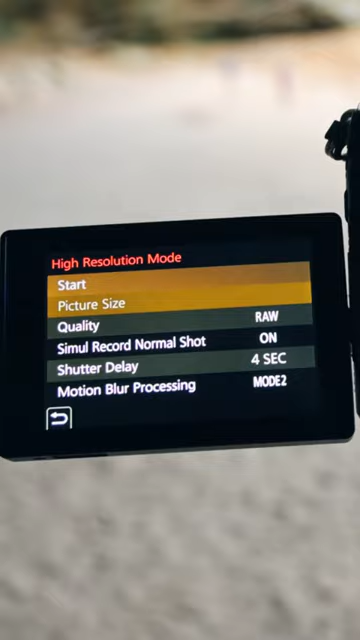 High Resolution Mode
Start
Picture Size
Quality RAW
Simul Record Normal Shot ON
Shutter Delay 4 SEC
Motion Blur Processing MODE2